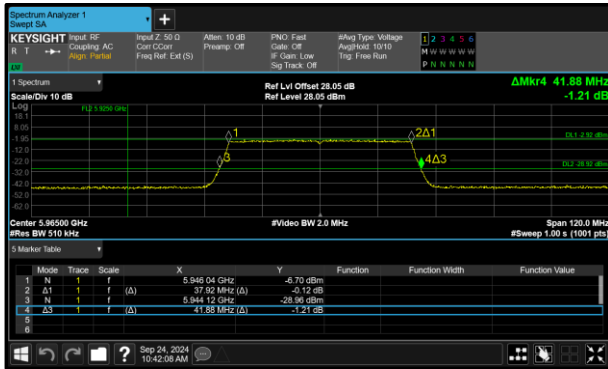 Spectrum Analyzer 1
Swept SA
KEYSIGHT Input: RF Input Z: 50 Ω Atten: 10 dB PNO: Fast #Avg Type: Voltage 1 2 3 4 5 6
R T Coupling: AC Corr CCorr Preamp: Off Gate: Off Avg|Hold: 10/10 M W W W W W
Align: Partial Freq Ref: Ext (S) IF Gain: Low Trig: Free Run P N N N N N
Sig Track: Off
1 Spectrum Ref Lvl Offset 28.05 dB ΔMkr4 41.88 MHz
Scale/Div 10 dB Ref Level 28.05 dBm -1.21 dB
Log
18.1 FL2 5.9250 GHz
8.05
-1.95 1 2Δ1 DL1 -2.92 dBm
-12.0
-22.0 3 4Δ3 DL2 -28.92 dBm
-32.0
-42.0
-52.0
-62.0
Center 5.96500 GHz #Video BW 2.0 MHz Span 120.0 MHz
#Res BW 510 kHz #Sweep 1.00 s (1001 pts)
5 Marker Table
Mode Trace Scale X Y Function Function Width Function Value
1 N 1 f 5.946 04 GHz -6.70 dBm
2 Δ1 1 f (Δ) 37.92 MHz (Δ) -0.12 dB
3 N 1 f 5.944 12 GHz -28.96 dBm
4 Δ3 1 f (Δ) 41.88 MHz (Δ) -1.21 dB
5
6
? Sep 24, 2024
10:42:08 AM